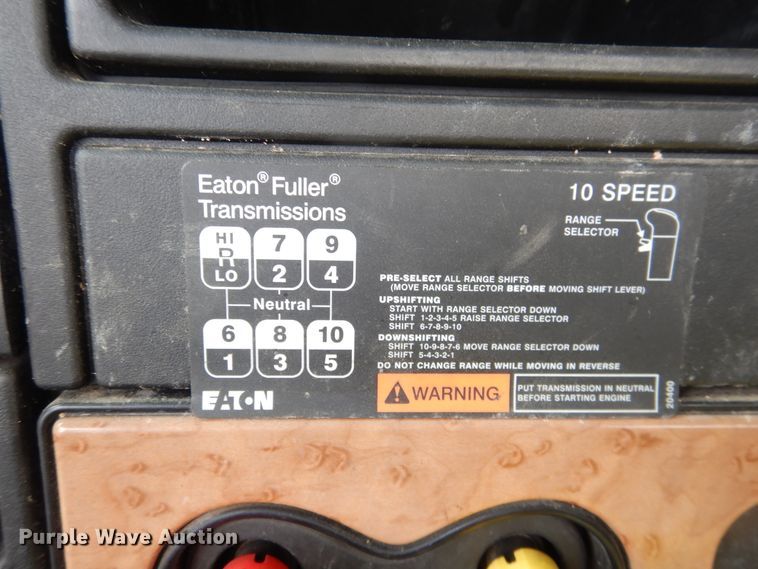 Eaton® Fuller®
Transmissions
10 SPEED
RANGE
SELECTOR
HI 7 9
R
LO 2 4
Neutral
6 8 10
1 3 5
EATON
PRE-SELECT ALL RANGE SHIFTS
(MOVE RANGE SELECTOR BEFORE MOVING SHIFT LEVER)
UPSHIFTING
START WITH RANGE SELECTOR DOWN
SHIFT 1-2-3-4-5 RAISE RANGE SELECTOR
SHIFT 6-7-8-9-10
DOWNSHIFTING
SHIFT 10-9-8-7-6 MOVE RANGE SELECTOR DOWN
SHIFT 5-4-3-2-1
DO NOT CHANGE RANGE WHILE MOVING IN REVERSE
WARNING
PUT TRANSMISSION IN NEUTRAL
BEFORE STARTING ENGINE
20400
Purple Wave Auction